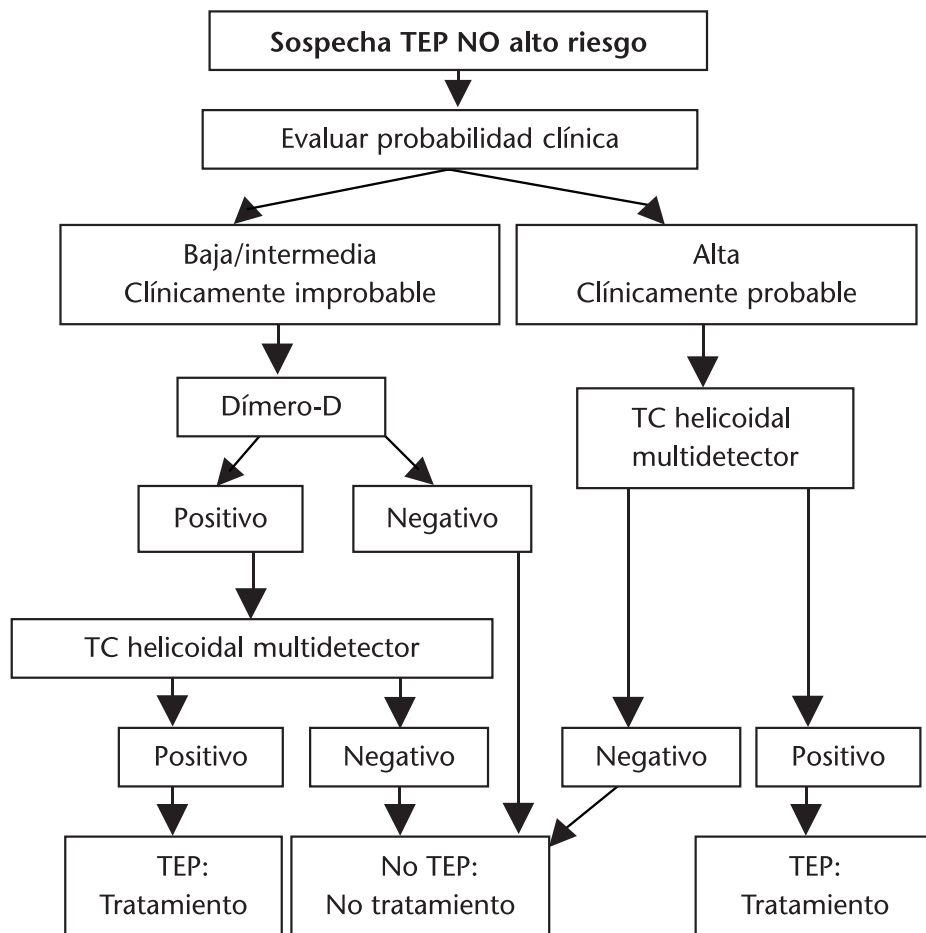 Sospecha TEP NO alto riesgo
Evaluar probabilidad clínica
Baja/intermedia
Clínicamente improbable
Alta
Clínicamente probable
Dímero-D
TC helicoidal
multidetector
Positivo
Negativo
TC helicoidal multidetector
Positivo
Negativo
Negativo
Positivo
TEP:
Tratamiento
No TEP:
No tratamiento
TEP:
Tratamiento